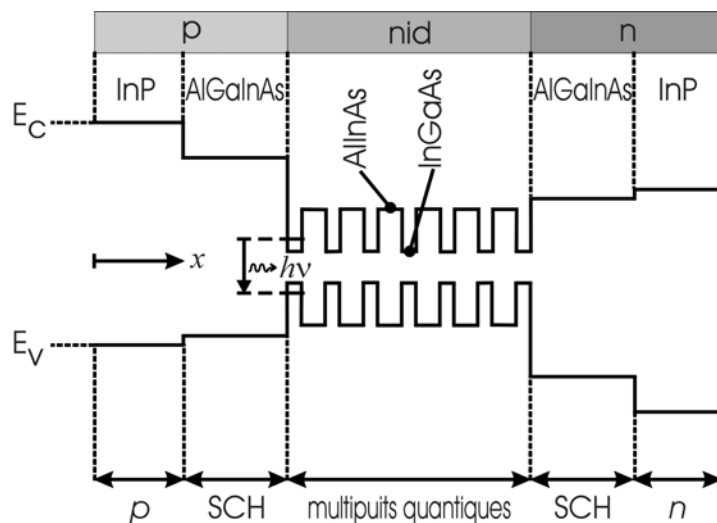 p nid n
InP AlGaInAs AlInAs InGaAs AlGaInAs InP
E_C
x hν
E_V
p SCH multipuits quantiques SCH n